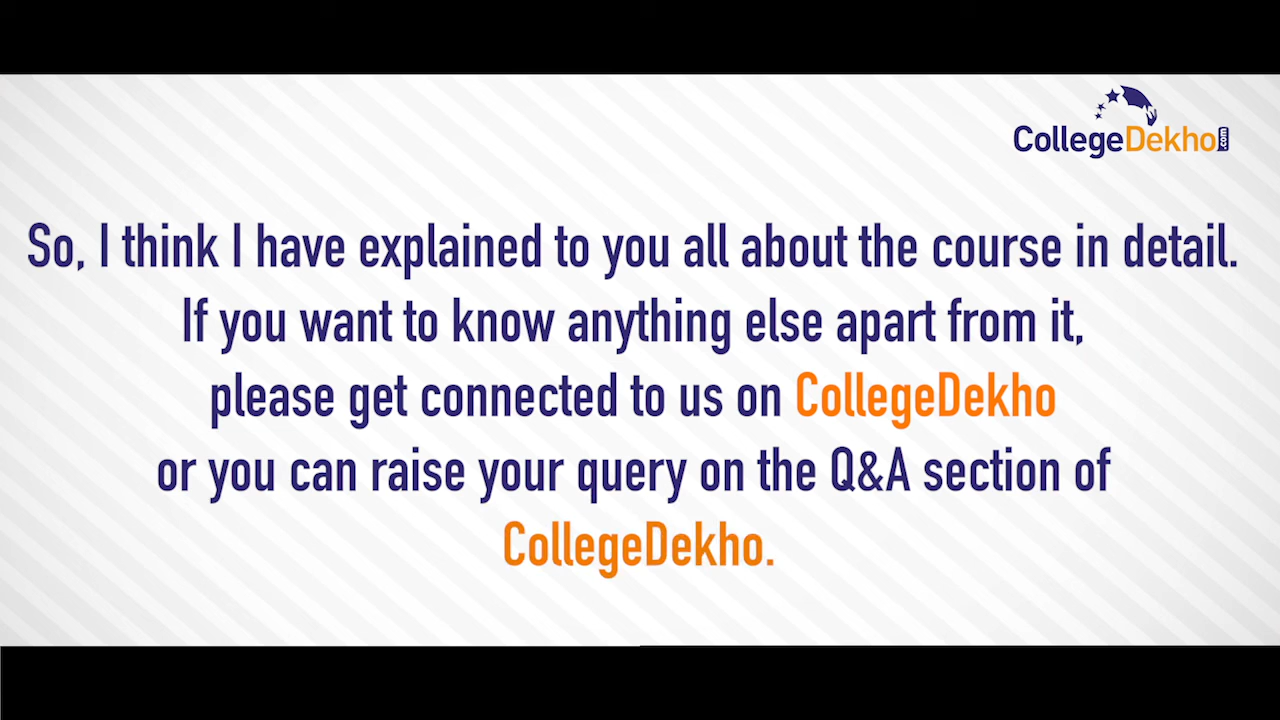 CollegeDekho.com
So, I think I have explained to you all about the course in detail.
If you want to know anything else apart from it,
please get connected to us on CollegeDekho
or you can raise your query on the Q&A section of
CollegeDekho.